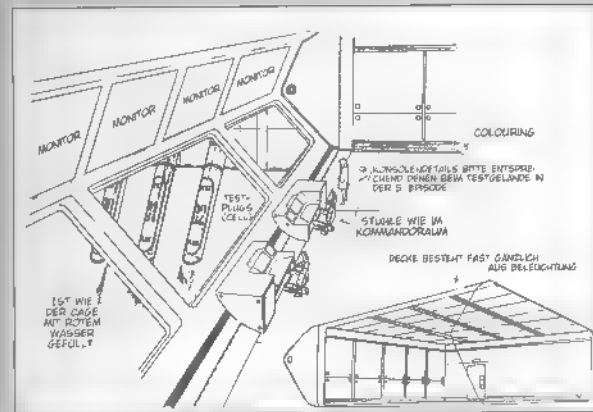 MONITOR
MONITOR
MONITOR
MONITOR
COLOURING
KONSOLENDETAILS BITTE ENTSPRE-
CHEND DENEN BEIM TESTGELÄNDE IN
DER 5. EPISODE
TEST-
PLUGS
(CELL)
STÜHLE WIE IM
KOMMANDORAUM
DECKE BESTEHT FAST GÄNZLICH
AUS BELEUCHTUNG
IST WIE
DER CAGE
MIT ROTEM
WASSER
GEFÜLLT